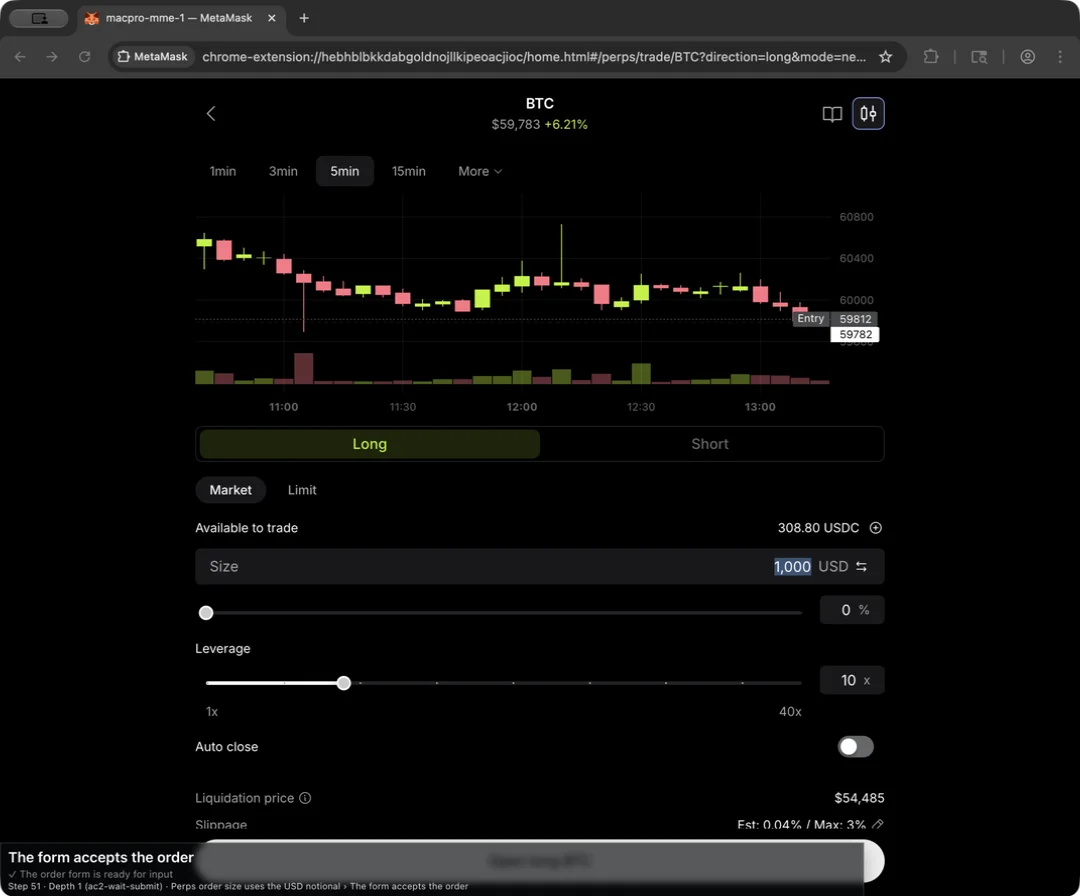 macpro-mme-1 — MetaMask
MetaMask chrome-extension://hebhblbkkdabgoldnojllkipeoacjioc/home.html#/perps/trade/BTC?direction=long&mode=ne...
BTC
$59,783 +6.21%
1min 3min 5min 15min More
60800
60400
60000
Entry 59812
59782
11:00 11:30 12:00 12:30 13:00
Long Short
Market Limit
Available to trade 308.80 USDC
Size 1,000 USD
0 %
Leverage
10 x
1x 40x
Auto close
Liquidation price $54,485
Slippage Est: 0.04% / Max: 3%
The form accepts the order
✓ The order form is ready for input
Step 51 · Depth 1 (ac2-wait-submit) · Perps order size uses the USD notional › The form accepts the order